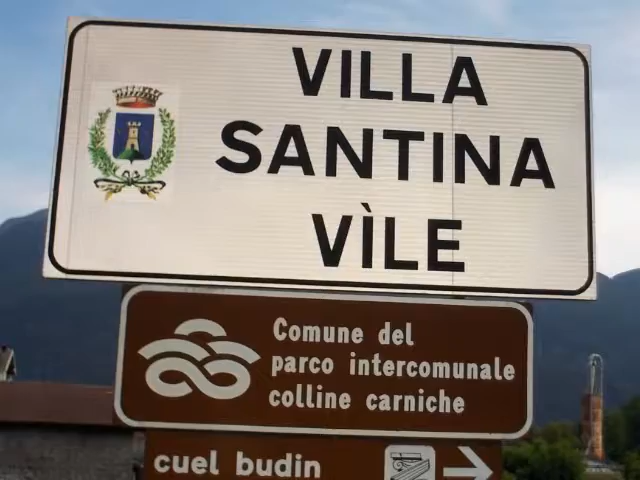 VILLA
SANTINA
VÌLE
Comune del
parco intercomunale
colline carniche
cuel budin